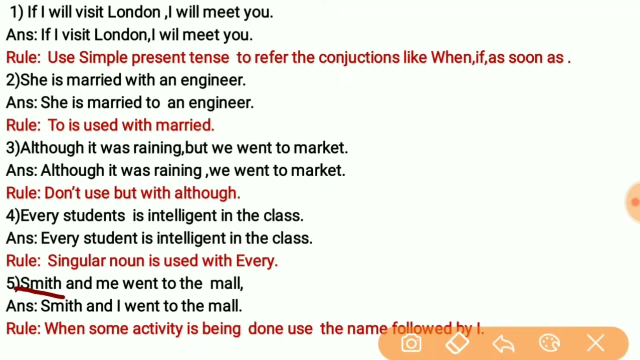 1) If I will visit London ,I will meet you.
Ans: If I visit London,I wil meet you.
Rule:  Use Simple present tense  to refer the conjuctions like When,if,as soon as .
2)She is married with an engineer.
Ans: She is married to  an engineer.
Rule:  To is used with married.
3)Although it was raining,but we went to market.
Ans: Although it was raining ,we went to market.
Rule: Don’t use but with although.
4)Every students  is intelligent in the class.
Ans: Every student is intelligent in the class.
Rule:  Singular noun is used with Every.
5)Smith and me went to the  mall,
Ans: Smith and I went to the mall.
Rule: When some activity is being  done use  the name followed by I.